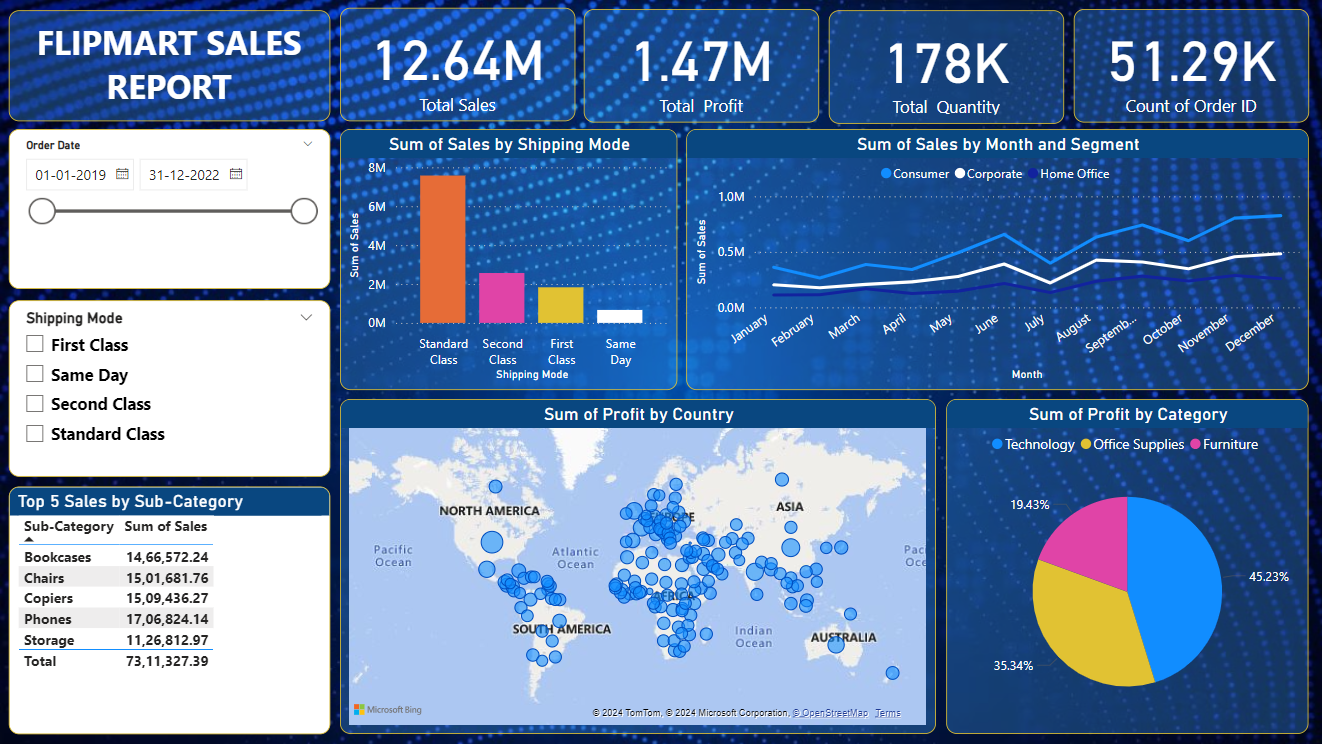 FLIPMART SALES
REPORT
12.64M
Total Sales
1.47M
Total Profit
178K
Total Quantity
51.29K
Count of Order ID
Order Date
01-01-2019
31-12-2022
Shipping Mode
First Class
Same Day
Second Class
Standard Class
Top 5 Sales by Sub-Category
Sub-Category Sum of Sales
Bookcases 14,66,572.24
Chairs 15,01,681.76
Copiers 15,09,436.27
Phones 17,06,824.14
Storage 11,26,812.97
Total 73,11,327.39
Sum of Sales by Shipping Mode
Sum of Sales
8M
6M
4M
2M
0M
Standard
Class
Second
Class
First
Class
Same
Day
Shipping Mode
Sum of Sales by Month and Segment
Consumer Corporate Home Office
Sum of Sales
1.0M
0.5M
0.0M
January
February
March
April
May
June
July
August
Septemb...
October
November
December
Month
Sum of Profit by Country
NORTH AMERICA
EUROPE
ASIA
Pacific
Ocean
Atlantic
Ocean
Pac
Oc
AFRICA
SOUTH AMERICA
Indian
Ocean
AUSTRALIA
Microsoft Bing
© 2024 TomTom, © 2024 Microsoft Corporation, © OpenStreetMap Terms
Sum of Profit by Category
Technology Office Supplies Furniture
19.43%
45.23%
35.34%